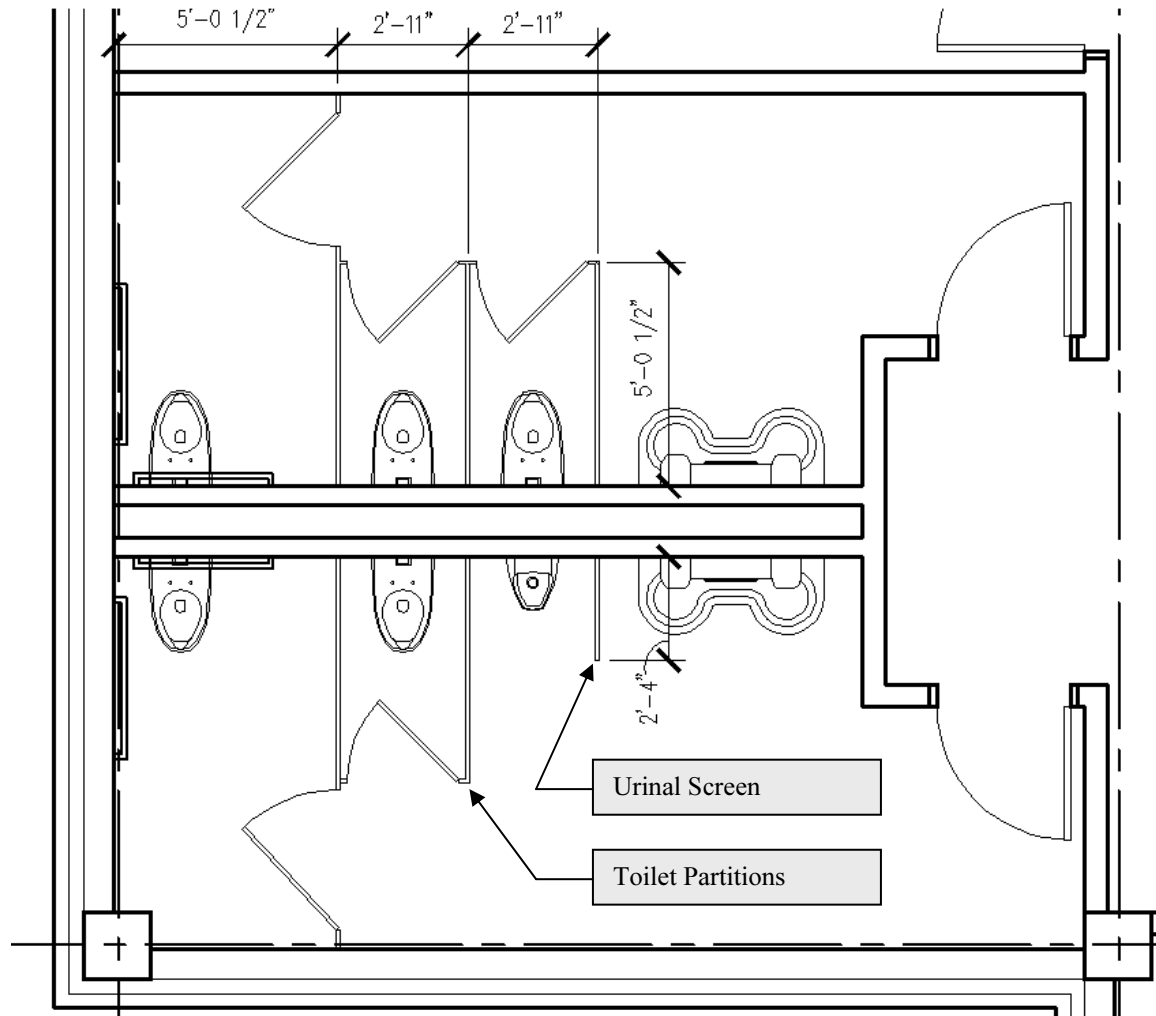 5'-0 1/2"
2'-11"
2'-11"
5'-0 1/2"
2'-4"
Urinal Screen
Toilet Partitions